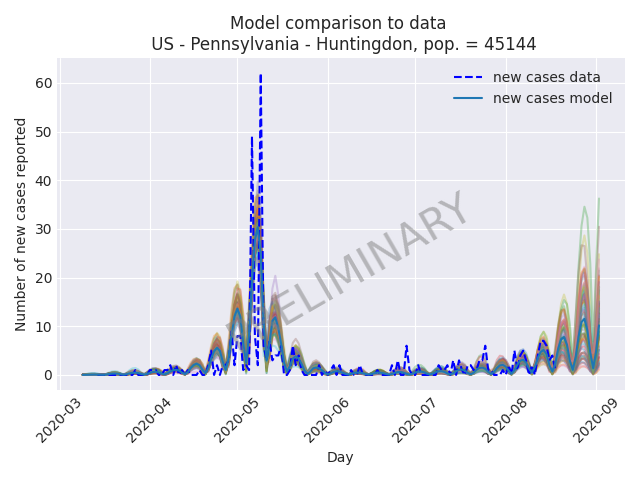 Model comparison to data
US - Pennsylvania - Huntingdon, pop. = 45144
new cases data
new cases model
Number of new cases reported
60
50
40
30
20
10
0
PRELIMINARY
2020-03
2020-04
2020-05
2020-06
2020-07
2020-08
2020-09
Day